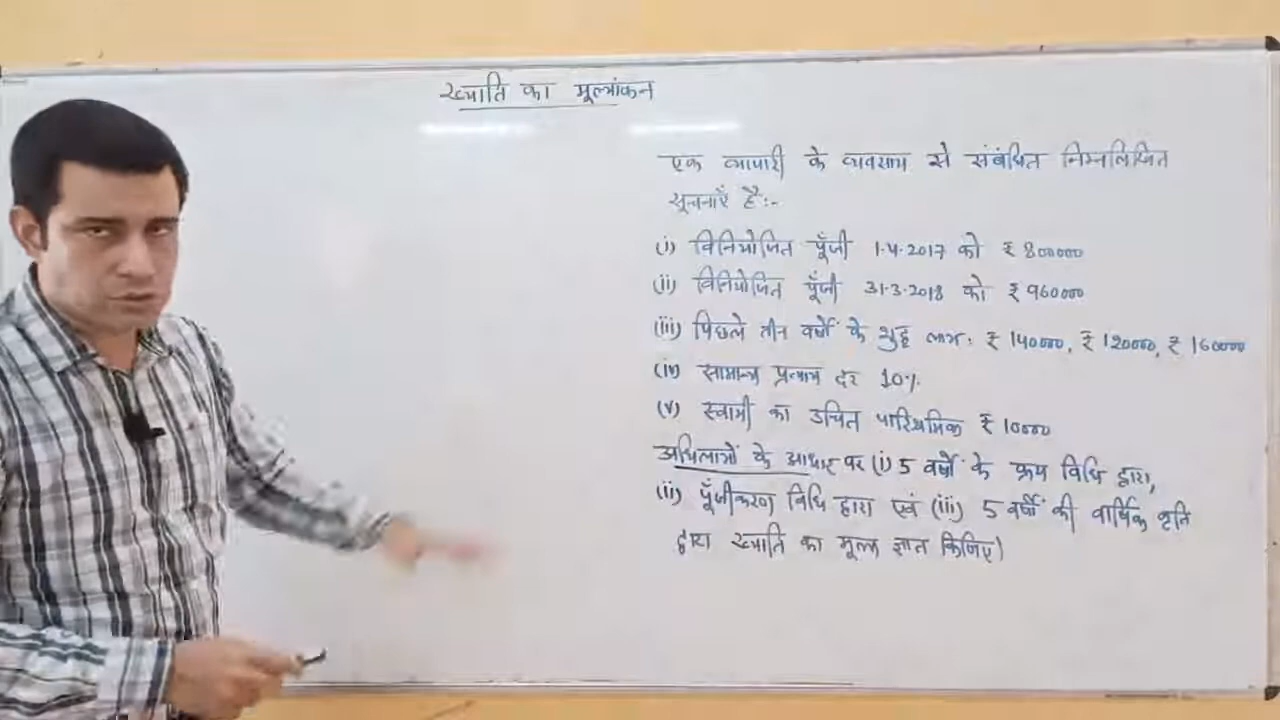 ख्याति का मूल्यांकन
एक व्यापारी के व्यवसाय से संबंधित निम्नलिखित
सूचनाएँ हैं:-
(i) विनियोजित पूँजी 1.4.2017 को ₹ 800000
(ii) विनियोजित पूँजी 31.3.2018 को ₹ 960000
(iii) पिछले तीन वर्षों के शुद्ध लाभ: ₹ 140000, ₹ 120000, ₹ 160000
(iv) सामान्य प्रत्याय दर 10%
(v) स्वामी का उचित पारिश्रमिक ₹ 10000
अधिलाभों के आधार पर (i) 5 वर्षों के क्रय विधि द्वारा,
(ii) पूँजीकरण विधि द्वारा एवं (iii) 5 वर्षों की वार्षिक वृति
द्वारा ख्याति का मूल्य ज्ञात किजिए।